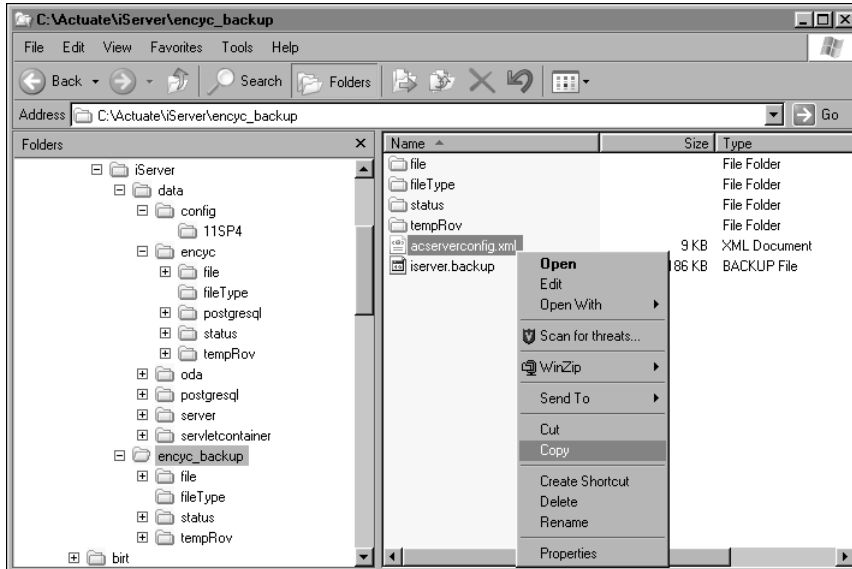 C:\Actuate\iServer\encyc_backup
File Edit View Favorites Tools Help
Back Search Folders
Address C:\Actuate\iServer\encyc_backup Go
Folders
iServer
data
config
11SP4
encyc
file
fileType
postgresql
status
tempRov
oda
postgresql
server
servletcontainer
encyc_backup
file
fileType
status
tempRov
birt
Name Size Type
file File Folder
fileType File Folder
status File Folder
tempRov File Folder
acserverconfig.xml 9 KB XML Document
iserver.backup 86 KB BACKUP File
Open
Edit
Open With
Scan for threats...
WinZip
Send To
Cut
Copy
Create Shortcut
Delete
Rename
Properties